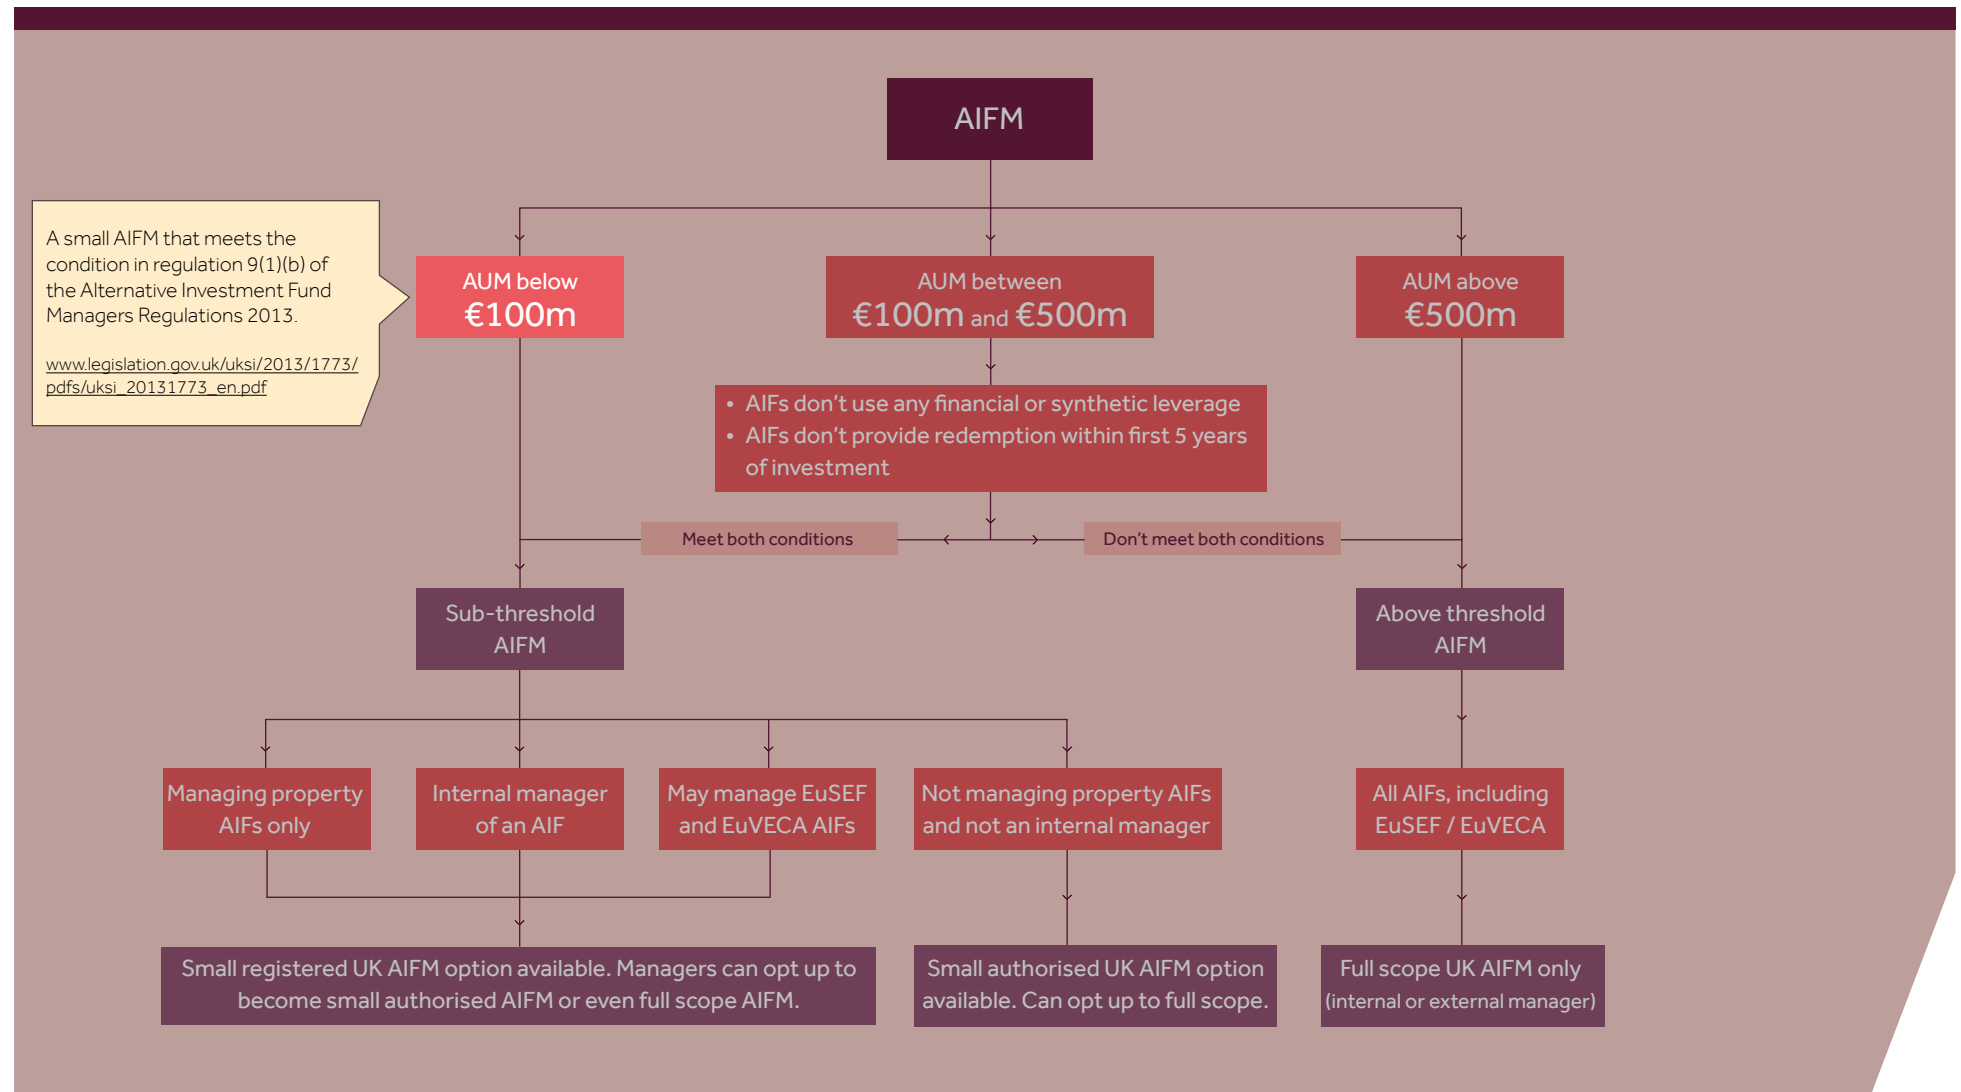 AIFM
A small AIFM that meets the
condition in regulation 9(1)(b) of
the Alternative Investment Fund
Managers Regulations 2013.
www.legislation.gov.uk/uksi/2013/1773/
pdfs/uksi_20131773_en.pdf
AUM below
€100m
AUM between
€100m and €500m
AUM above
€500m
• AIFs don't use any financial or synthetic leverage
• AIFs don't provide redemption within first 5 years
of investment
Meet both conditions
Don't meet both conditions
Sub-threshold
AIFM
Above threshold
AIFM
Managing property
AIFs only
Internal manager
of an AIF
May manage EuSEF
and EuVECA AIFs
Not managing property AIFs
and not an internal manager
All AIFs, including
EuSEF / EuVECA
Small registered UK AIFM option available. Managers can opt up to
become small authorised AIFM or even full scope AIFM.
Small authorised UK AIFM option
available. Can opt up to full scope.
Full scope UK AIFM only
(internal or external manager)